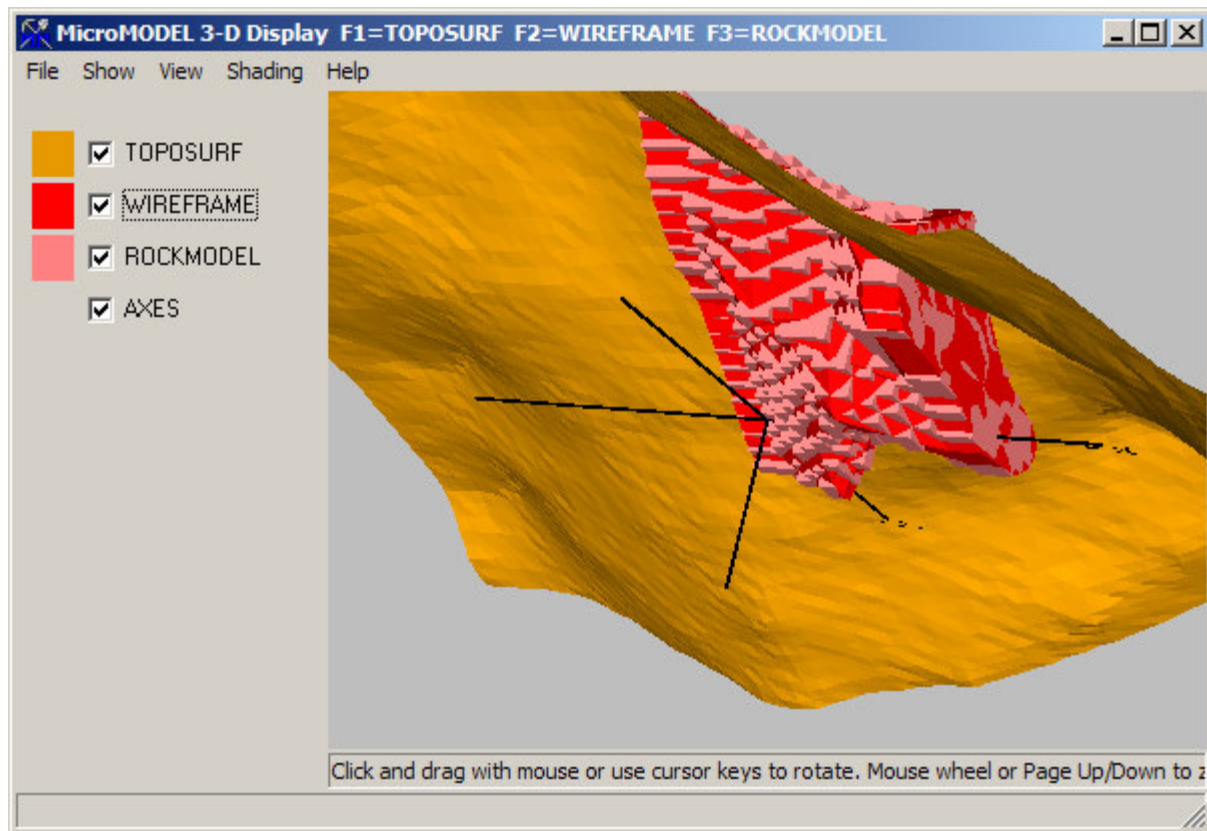 MicroMODEL 3-D Display F1=TOPOSURF F2=WIREFRAME F3=ROCKMODEL
File Show View Shading Help
TOPOSURF
WIREFRAME
ROCKMODEL
AXES
Click and drag with mouse or use cursor keys to rotate. Mouse wheel or Page Up/Down to